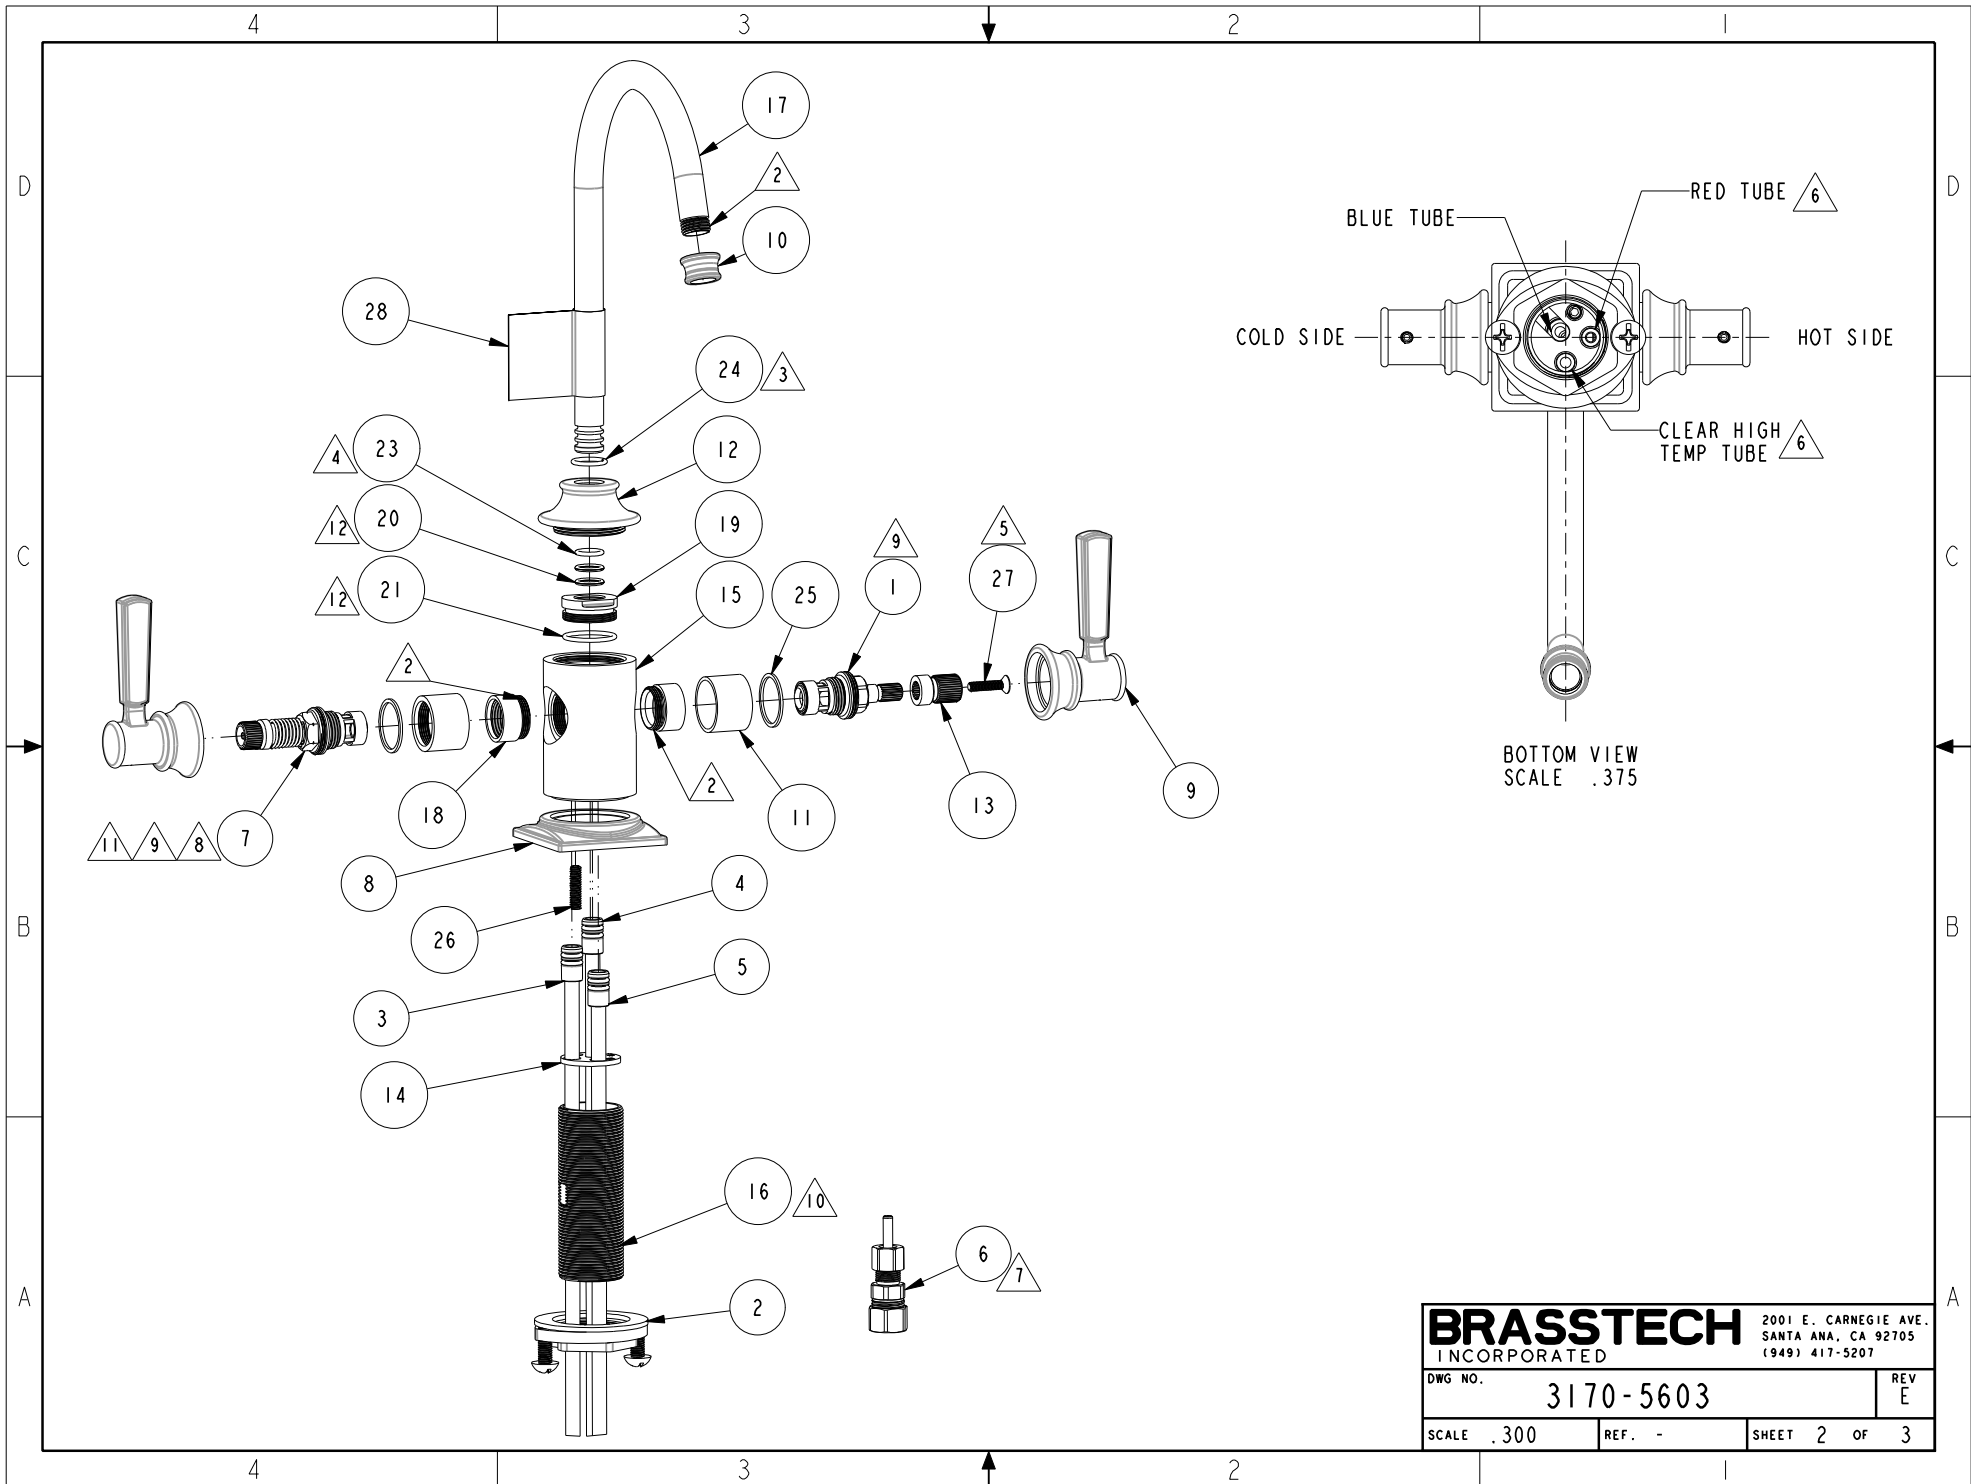 4 3 2 1
D
D
17
2
10
28
24 3
4 23
12
12 20
19
12 21
15
25
9
1
5
27
C
C
2
2
18
11
13
9
11 9 8 7
8
4
26
5
3
14
B
B
16 10
6
7
2
A
A
RED TUBE 6
BLUE TUBE
COLD SIDE
HOT SIDE
CLEAR HIGH
TEMP TUBE 6
BOTTOM VIEW
SCALE .375
BRASSTECH
INCORPORATED
2001 E. CARNEGIE AVE.
SANTA ANA, CA 92705
(949) 417-5207
DWG NO.
3170-5603
REV
E
SCALE .300
REF. -
SHEET 2 OF 3
4 3 2 1